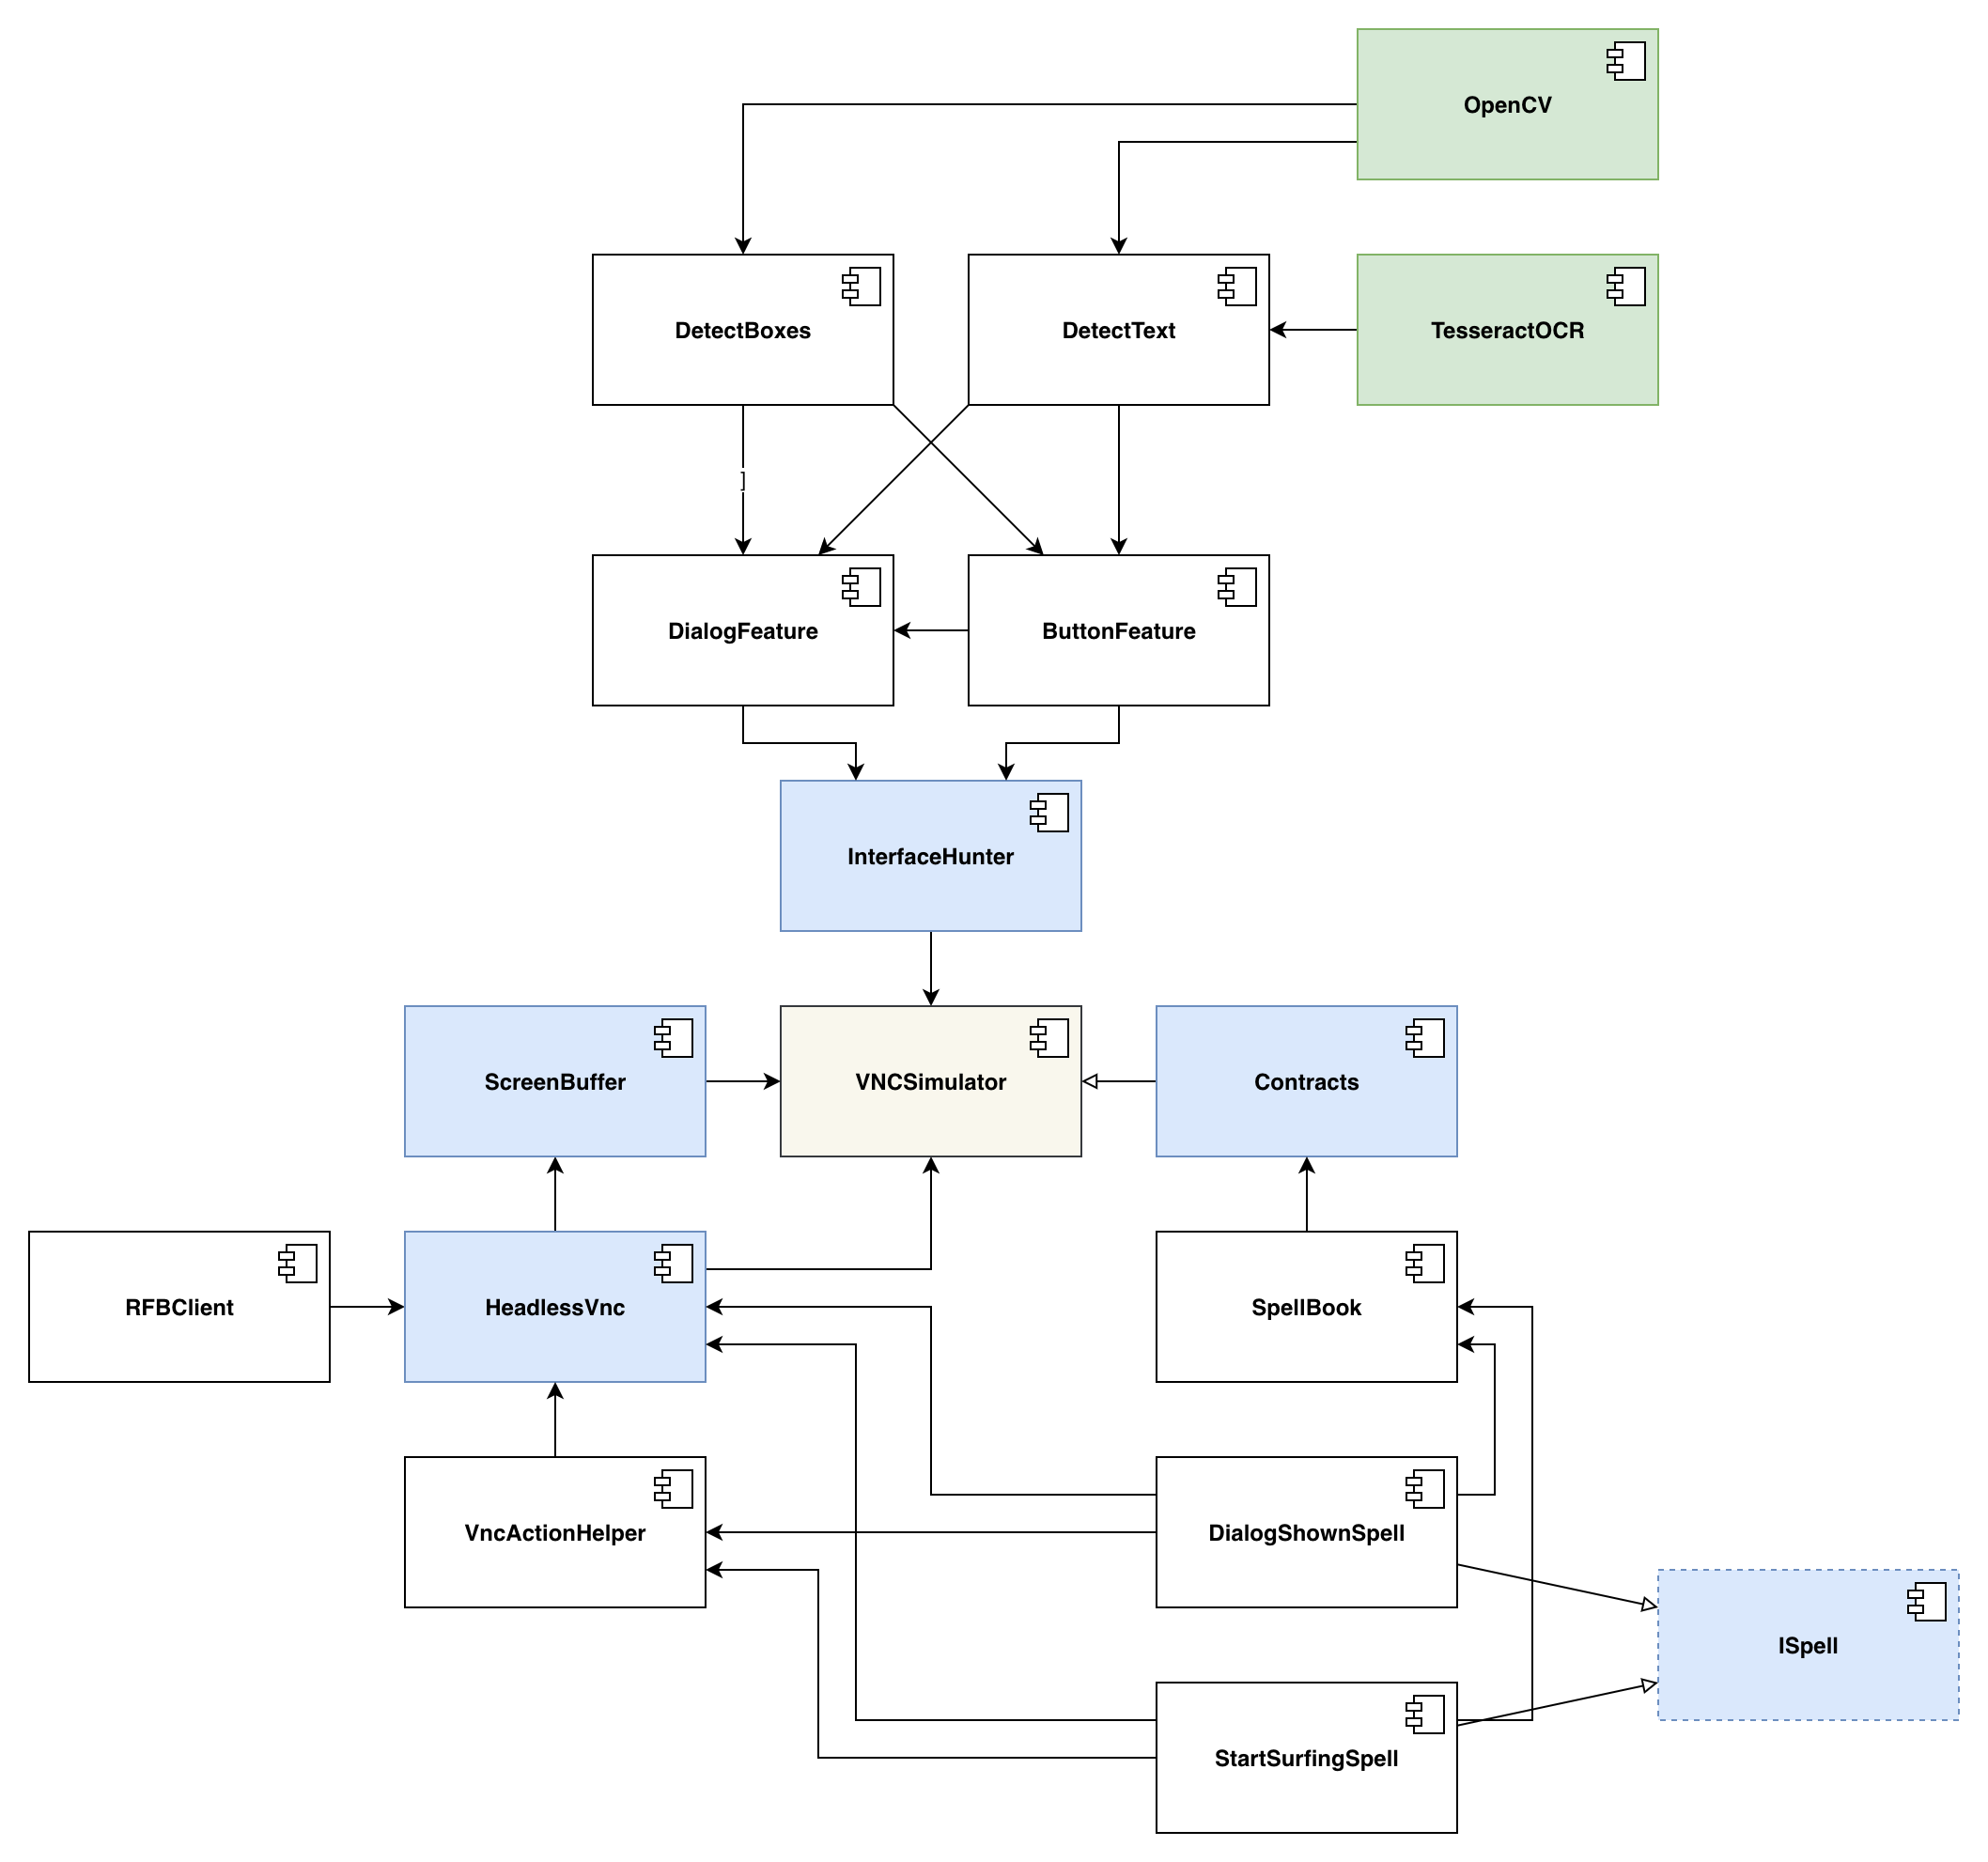 OpenCV
DetectBoxes
DetectText
TesseractOCR
]
DialogFeature
ButtonFeature
InterfaceHunter
ScreenBuffer
VNCSimulator
Contracts
RFBClient
HeadlessVnc
SpellBook
VncActionHelper
DialogShownSpell
ISpell
StartSurfingSpell